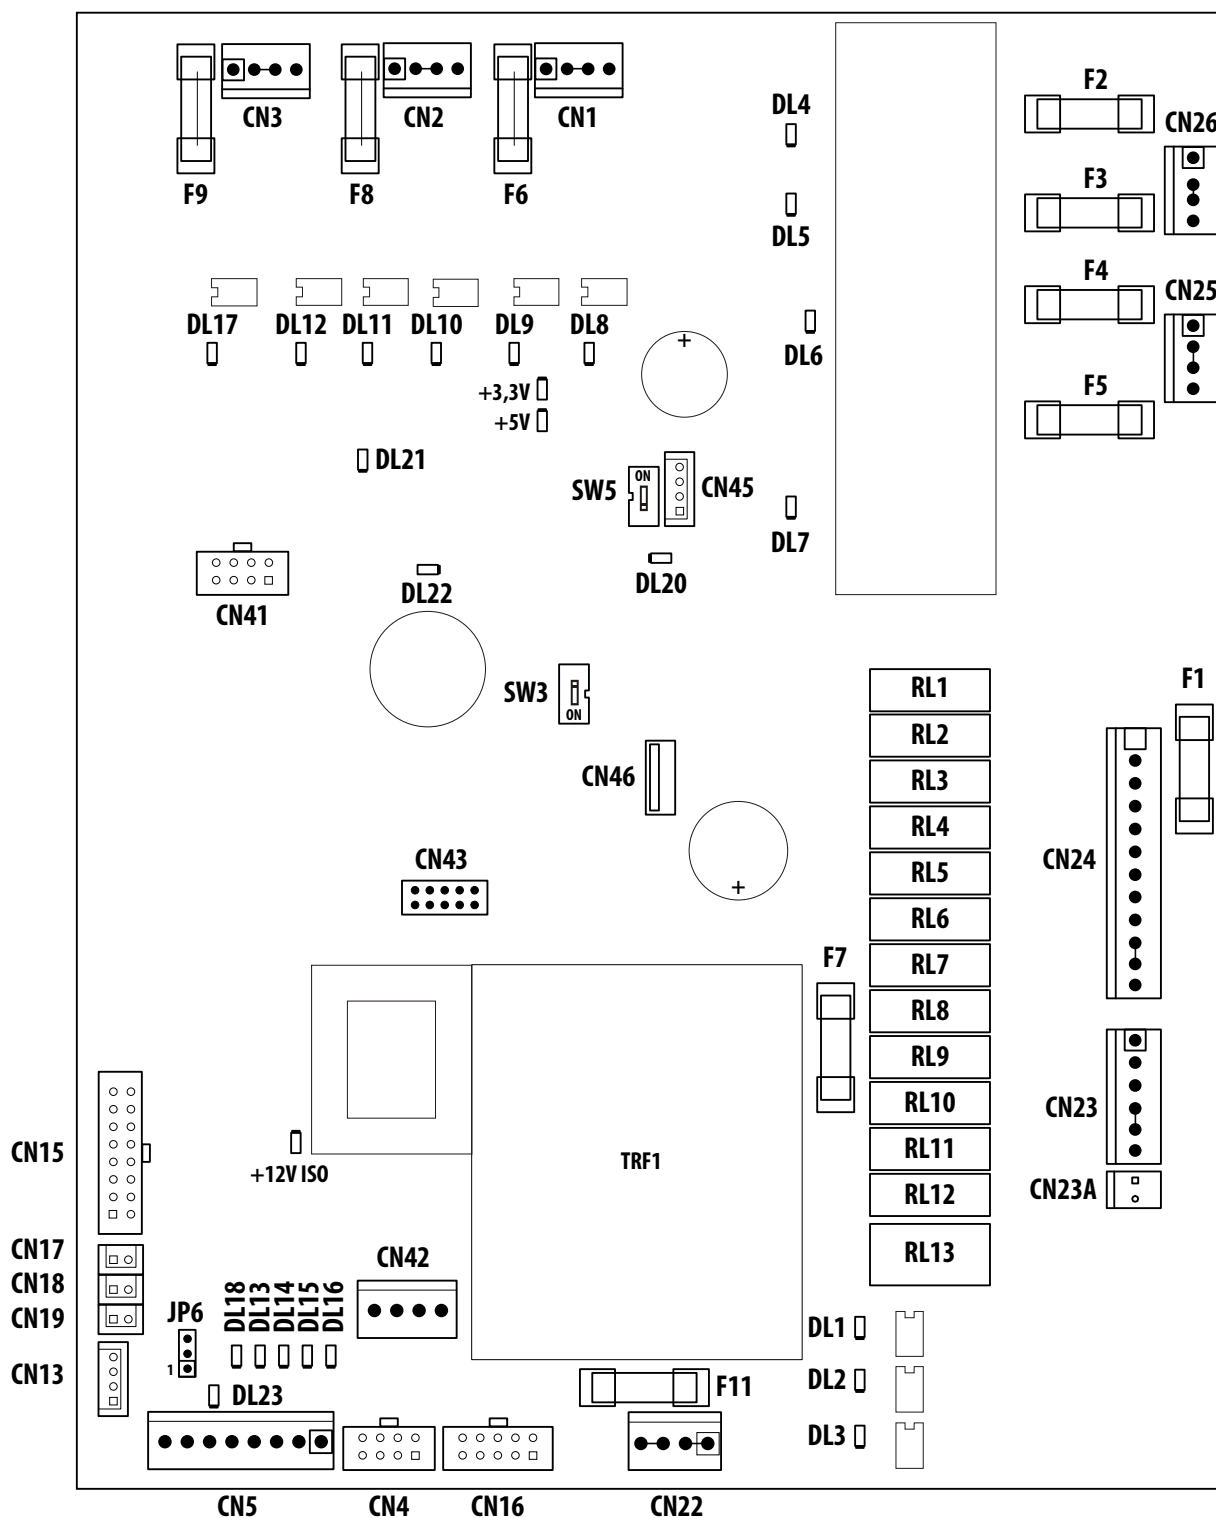 F2
DL4
CN26
CN3
CN2
CN1
F3
F9
F8
F6
DL5
F4
CN25
DL17
DL12
DL11
DL10
DL9
DL8
DL6
+
+3,3V
F5
+5V
DL21
ON
SW5
CN45
DL7
DL22
DL20
CN41
RL1
F1
SW3
ON
RL2
CN46
RL3
RL4
CN43
CN24
RL5
+
RL6
F7
RL7
RL8
RL9
RL10
CN23
CN15
RL11
+12V ISO
TRF1
RL12
CN23A
CN17
CN42
RL13
CN18
DL18
DL13
DL14
DL15
DL16
CN19
JP6
DL1
1
CN13
DL23
F11
DL2
DL3
CN5
CN4
CN16
CN22